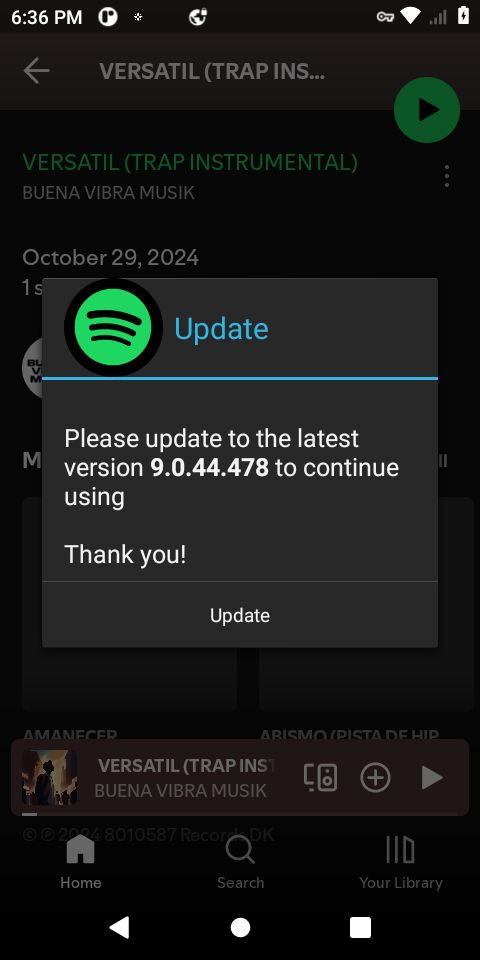 6:36 PM
VERSATIL (TRAP INS...
VERSATIL (TRAP INSTRUMENTAL)
BUENA VIBRA MUSIK
October 29, 2024
1 s
Update
Please update to the latest
version 9.0.44.478 to continue
using
Thank you!
Update
AMANECER
ABISMO (PISTA DE HIP
VERSATIL (TRAP INST
BUENA VIBRA MUSIK
© ℗ 2024 8010587 Records DK
Home
Search
Your Library